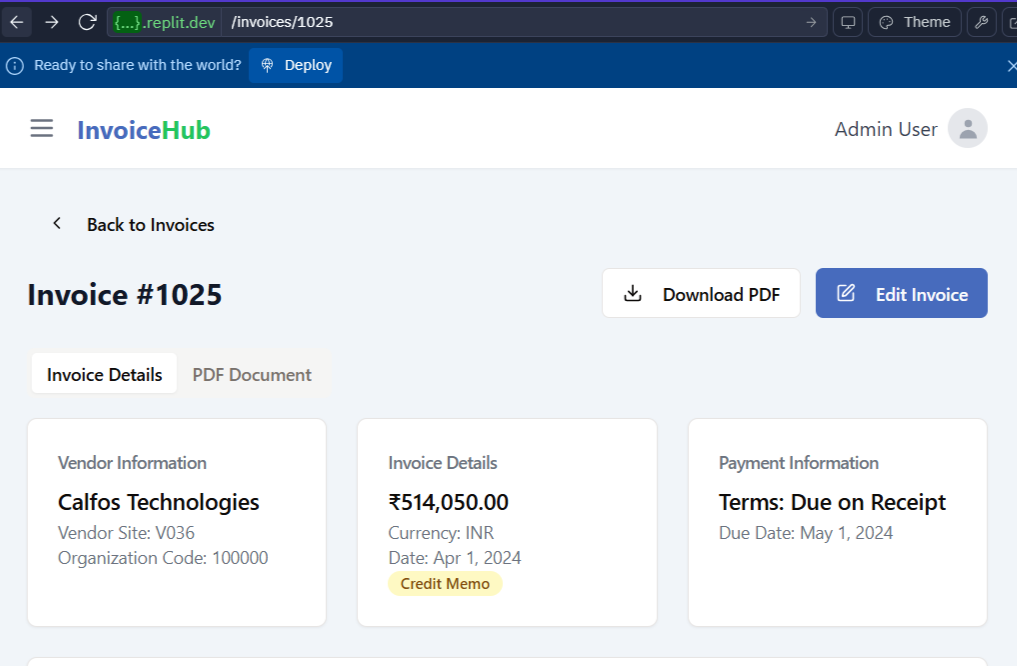 {...}.replit.dev /invoices/1025
Theme
Ready to share with the world? Deploy
InvoiceHub
Admin User
Back to Invoices
Invoice #1025
Download PDF
Edit Invoice
Invoice Details
PDF Document
Vendor Information
Calfos Technologies
Vendor Site: V036
Organization Code: 100000
Invoice Details
₹514,050.00
Currency: INR
Date: Apr 1, 2024
Credit Memo
Payment Information
Terms: Due on Receipt
Due Date: May 1, 2024